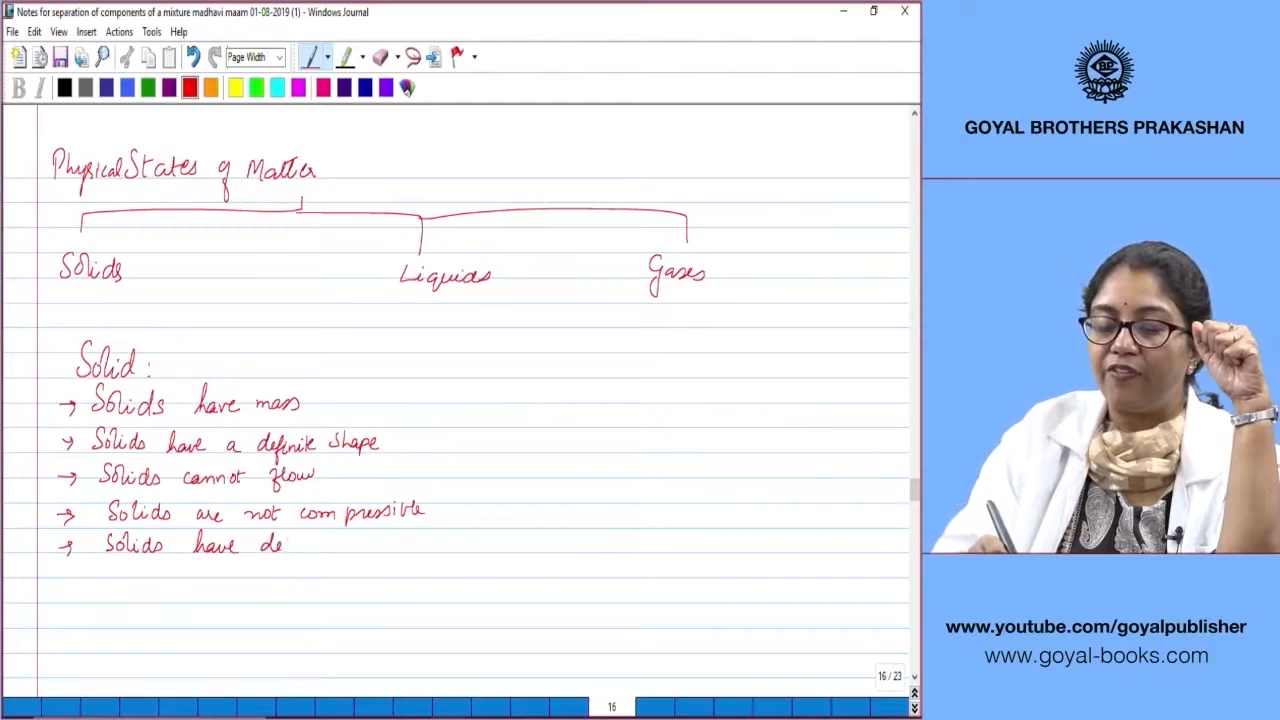 Notes for separation of components of a mixture madhavi maam 01-08-2019 (1) - Windows Journal
File Edit View Insert Actions Tools Help
Page Width
B I
Physical States of Matter
Solids Liquids Gases
Solid :
→ Solids have mass
→ Solids have a definite shape
→ Solids cannot flow
→ Solids are not compressible
→ Solids have de
16 / 23
16
GBP
GOYAL BROTHERS PRAKASHAN
www.youtube.com/goyalpublisher
www.goyal-books.com